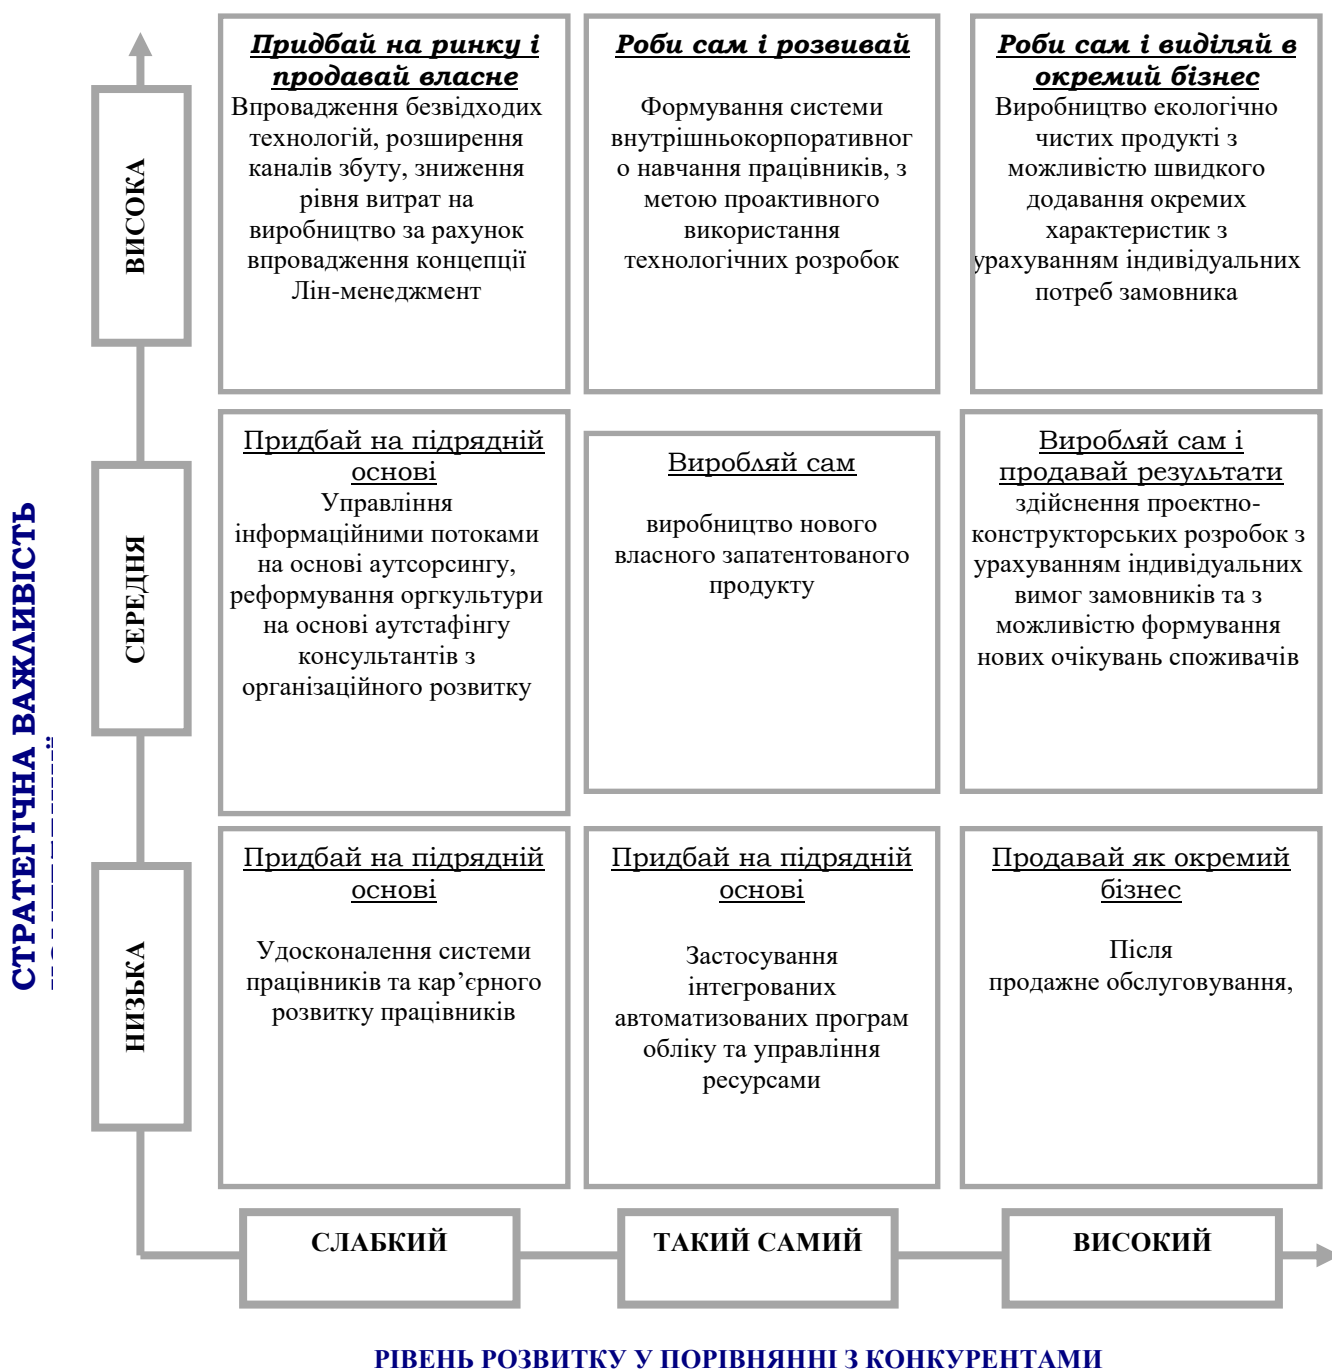 Придбай на ринку і
продавай власне
Впровадження безвідходих
технологій, розширення
каналів збуту, зниження
рівня витрат на
виробництво за рахунок
впровадження концепції
Лін-менеджмент
Роби сам і розвивай
Формування системи
внутрішньокорпоративног
о навчання працівників, з
метою проактивного
використання
технологічних розробок
Роби сам і виділяй в
окремий бізнес
Виробництво екологічно
чистих продукті з
можливістю швидкого
додавання окремих
характеристик з
урахуванням індивідуальних
потреб замовника
ВИСОКА
Придбай на підрядній
основі
Управління
інформаційними потоками
на основі аутсорсингу,
реформування оргкультури
на основі аутстафінгу
консультантів з
організаційного розвитку
Виробляй сам
виробництво нового
власного запатентованого
продукту
Виробляй сам і
продавай результати
здійснення проектно-
конструкторських розробок з
урахуванням індивідуальних
вимог замовників та з
можливістю формування
нових очікувань споживачів
СЕРЕДНЯ
СТРАТЕГІЧНА ВАЖЛИВІСТЬ
Придбай на підрядній
основі
Удосконалення системи
працівників та кар’єрного
розвитку працівників
Придбай на підрядній
основі
Застосування
інтегрованих
автоматизованих програм
обліку та управління
ресурсами
Продавай як окремий
бізнес
Після
продажне обслуговування,
НИЗЬКА
СЛАБКИЙ
ТАКИЙ САМИЙ
ВИСОКИЙ
РІВЕНЬ РОЗВИТКУ У ПОРІВНЯННІ З КОНКУРЕНТАМИ